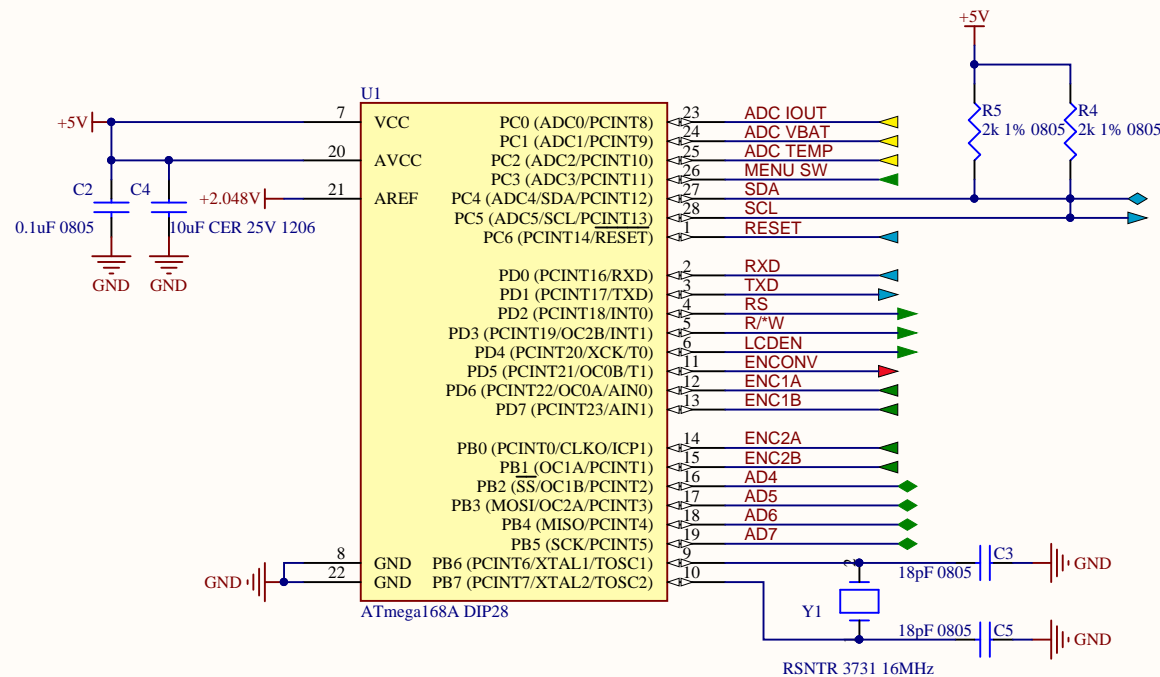 +5V
U1
+5V
7
VCC
20
AVCC
21
AREF
+2.048V
C2
0.1uF 0805
GND
C4
10uF CER 25V 1206
GND
PC0 (ADC0/PCINT8)
23
ADC IOUT
PC1 (ADC1/PCINT9)
24
ADC VBAT
PC2 (ADC2/PCINT10)
25
ADC TEMP
PC3 (ADC3/PCINT11)
26
MENU SW
PC4 (ADC4/SDA/PCINT12)
27
SDA
PC5 (ADC5/SCL/PCINT13)
28
SCL
PC6 (PCINT14/RESET)
1
RESET
R5
2k 1% 0805
R4
2k 1% 0805
PD0 (PCINT16/RXD)
2
RXD
PD1 (PCINT17/TXD)
3
TXD
PD2 (PCINT18/INT0)
4
RS
PD3 (PCINT19/OC2B/INT1)
5
R/*W
PD4 (PCINT20/XCK/T0)
6
LCDEN
PD5 (PCINT21/OC0B/T1)
11
ENCONV
PD6 (PCINT22/OC0A/AIN0)
12
ENC1A
PD7 (PCINT23/AIN1)
13
ENC1B
PB0 (PCINT0/CLKO/ICP1)
14
ENC2A
PB1 (OC1A/PCINT1)
15
ENC2B
PB2 (SS/OC1B/PCINT2)
16
AD4
PB3 (MOSI/OC2A/PCINT3)
17
AD5
PB4 (MISO/PCINT4)
18
AD6
PB5 (SCK/PCINT5)
19
AD7
GND
8
GND
22
GND
PB6 (PCINT6/XTAL1/TOSC1)
9
PB7 (PCINT7/XTAL2/TOSC2)
10
ATmega168A DIP28
2
Y1
RSNTR 3731 16MHz
C3
18pF 0805
GND
18pF 0805
C5
GND